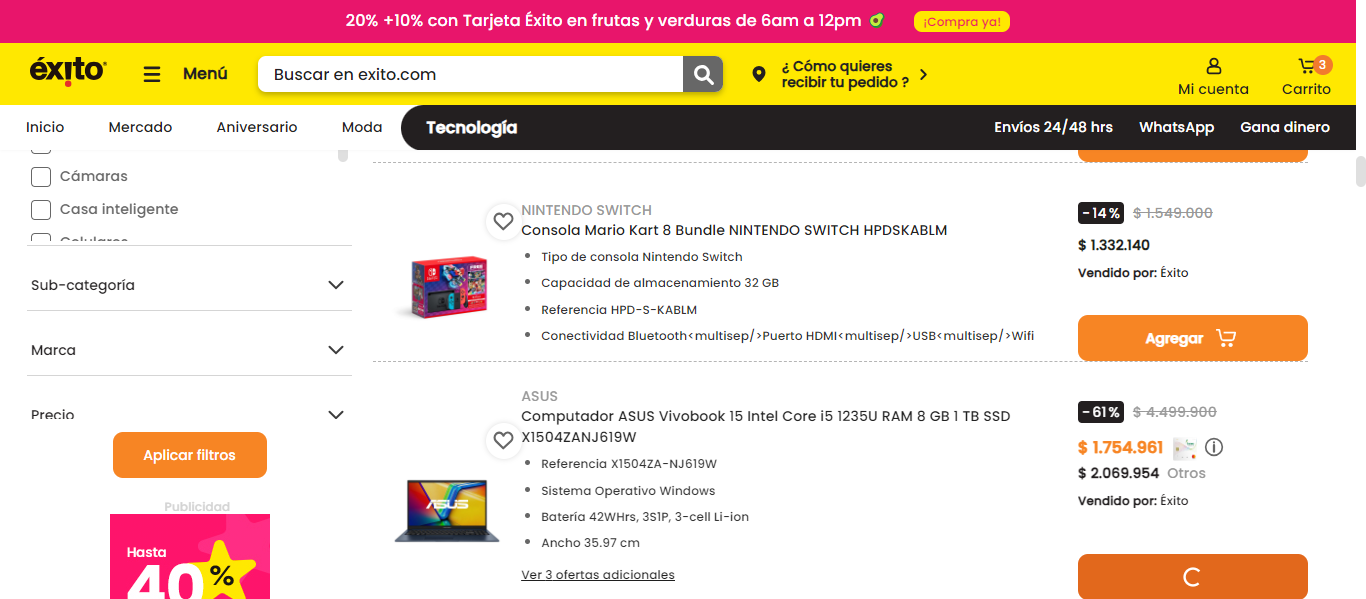 20% +10% con Tarjeta Éxito en frutas y verduras de 6am a 12pm
¡Compra ya!
éxito
Menú
Buscar en exito.com
¿ Cómo quieres
recibir tu pedido ?
Mi cuenta
3
Carrito
Inicio
Mercado
Aniversario
Moda
Tecnología
Envíos 24/48 hrs
WhatsApp
Gana dinero
Cámaras
Casa inteligente
Celulares
Sub-categoría
Marca
Precio
Aplicar filtros
Publicidad
Hasta
40%
NINTENDO SWITCH
Consola Mario Kart 8 Bundle NINTENDO SWITCH HPDSKABLM
Tipo de consola Nintendo Switch
Capacidad de almacenamiento 32 GB
Referencia HPD-S-KABLM
Conectividad Bluetooth<multisep/>Puerto HDMI<multisep/>USB<multisep/>Wifi
-14% $ 1.549.000
$ 1.332.140
Vendido por: Éxito
Agregar
ASUS
Computador ASUS Vivobook 15 Intel Core i5 1235U RAM 8 GB 1 TB SSD
X1504ZANJ619W
Referencia X1504ZA-NJ619W
Sistema Operativo Windows
Batería 42WHrs, 3S1P, 3-cell Li-ion
Ancho 35.97 cm
Ver 3 ofertas adicionales
ASUS
-61% $ 4.499.900
$ 1.754.961
$ 2.069.954 Otros
Vendido por: Éxito